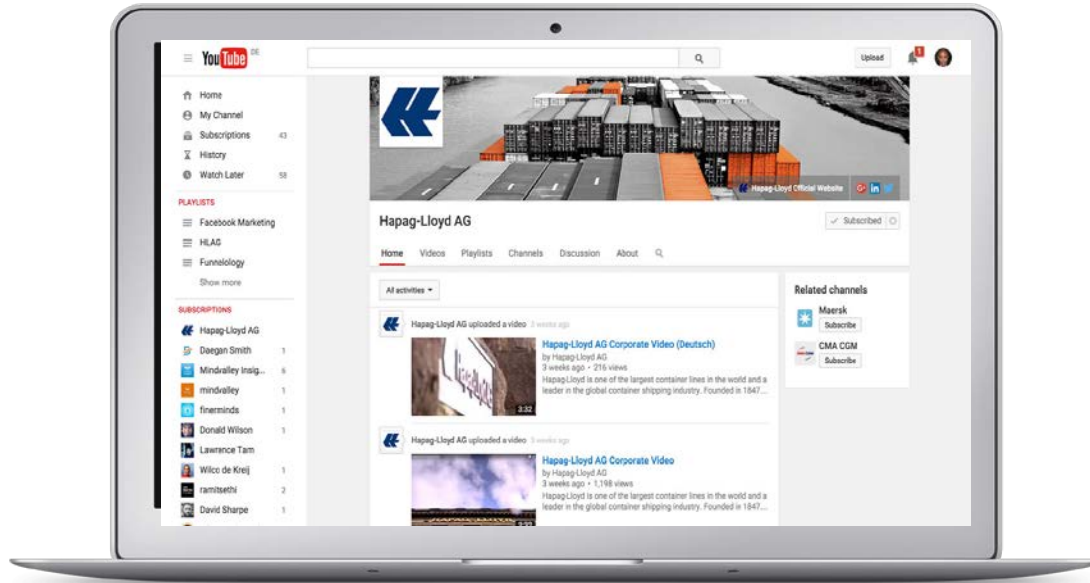 YouTube DE
Upload
1
Home
My Channel
Subscriptions 43
History
Watch Later 58
PLAYLISTS
Facebook Marketing
HLAG
Funnelology
Show more
SUBSCRIPTIONS
Hapag-Lloyd AG
Daegan Smith 1
Mindvalley Insig... 6
mindvalley 1
finerminds 1
Donald Wilson 1
Lawrence Tam
Wilco de Kreij 1
ramitsethi 2
David Sharpe 1
Hapag-Lloyd Official Website G+ in
Hapag-Lloyd AG
Subscribed
Home Videos Playlists Channels Discussion About
All activities
Hapag-Lloyd AG uploaded a video 3 weeks ago
Hapag-Lloyd AG Corporate Video (Deutsch)
by Hapag-Lloyd AG
3 weeks ago • 216 views
Hapag-Lloyd is one of the largest container lines in the world and a
leader in the global container shipping industry. Founded in 1847...
Hapag-Lloyd
3:32
Hapag-Lloyd AG uploaded a video 3 weeks ago
Hapag-Lloyd AG Corporate Video
by Hapag-Lloyd AG
3 weeks ago • 1,198 views
Hapag-Lloyd is one of the largest container lines in the world and a
leader in the global container shipping industry. Founded in 1847...
Related channels
Maersk
Subscribe
CMA CGM
Subscribe